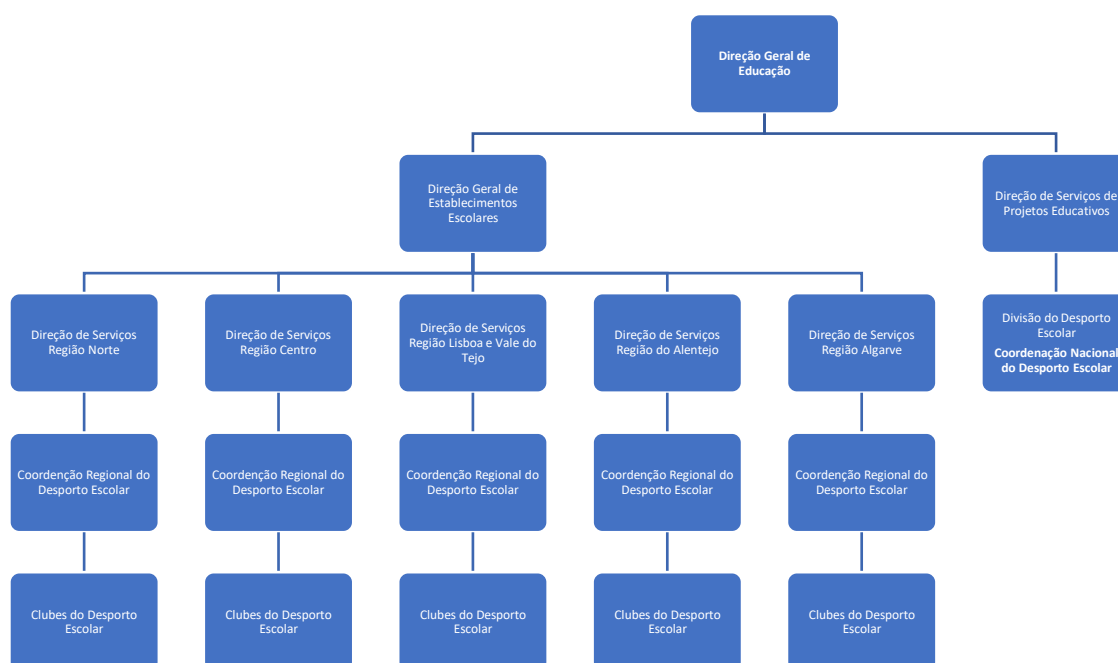 Direção Geral de
Educação
Direção Geral de
Establecimentos
Escolares
Direção de Serviços de
Projetos Educativos
Direção de Serviços
Região Norte
Direção de Serviços
Região Centro
Direção de Serviços
Região Lisboa e Vale do
Tejo
Direção de Serviços
Região do Alentejo
Direção de Serviços
Região Algarve
Divisão do Desporto
Escolar
Coordenação Nacional
do Desporto Escolar
Coordenção Regional do
Desporto Escolar
Coordenção Regional do
Desporto Escolar
Coordenção Regional do
Desporto Escolar
Coordenção Regional do
Desporto Escolar
Coordenção Regional do
Desporto Escolar
Clubes do Desporto
Escolar
Clubes do Desporto
Escolar
Clubes do Desporto
Escolar
Clubes do Desporto
Escolar
Clubes do Desporto
Escolar